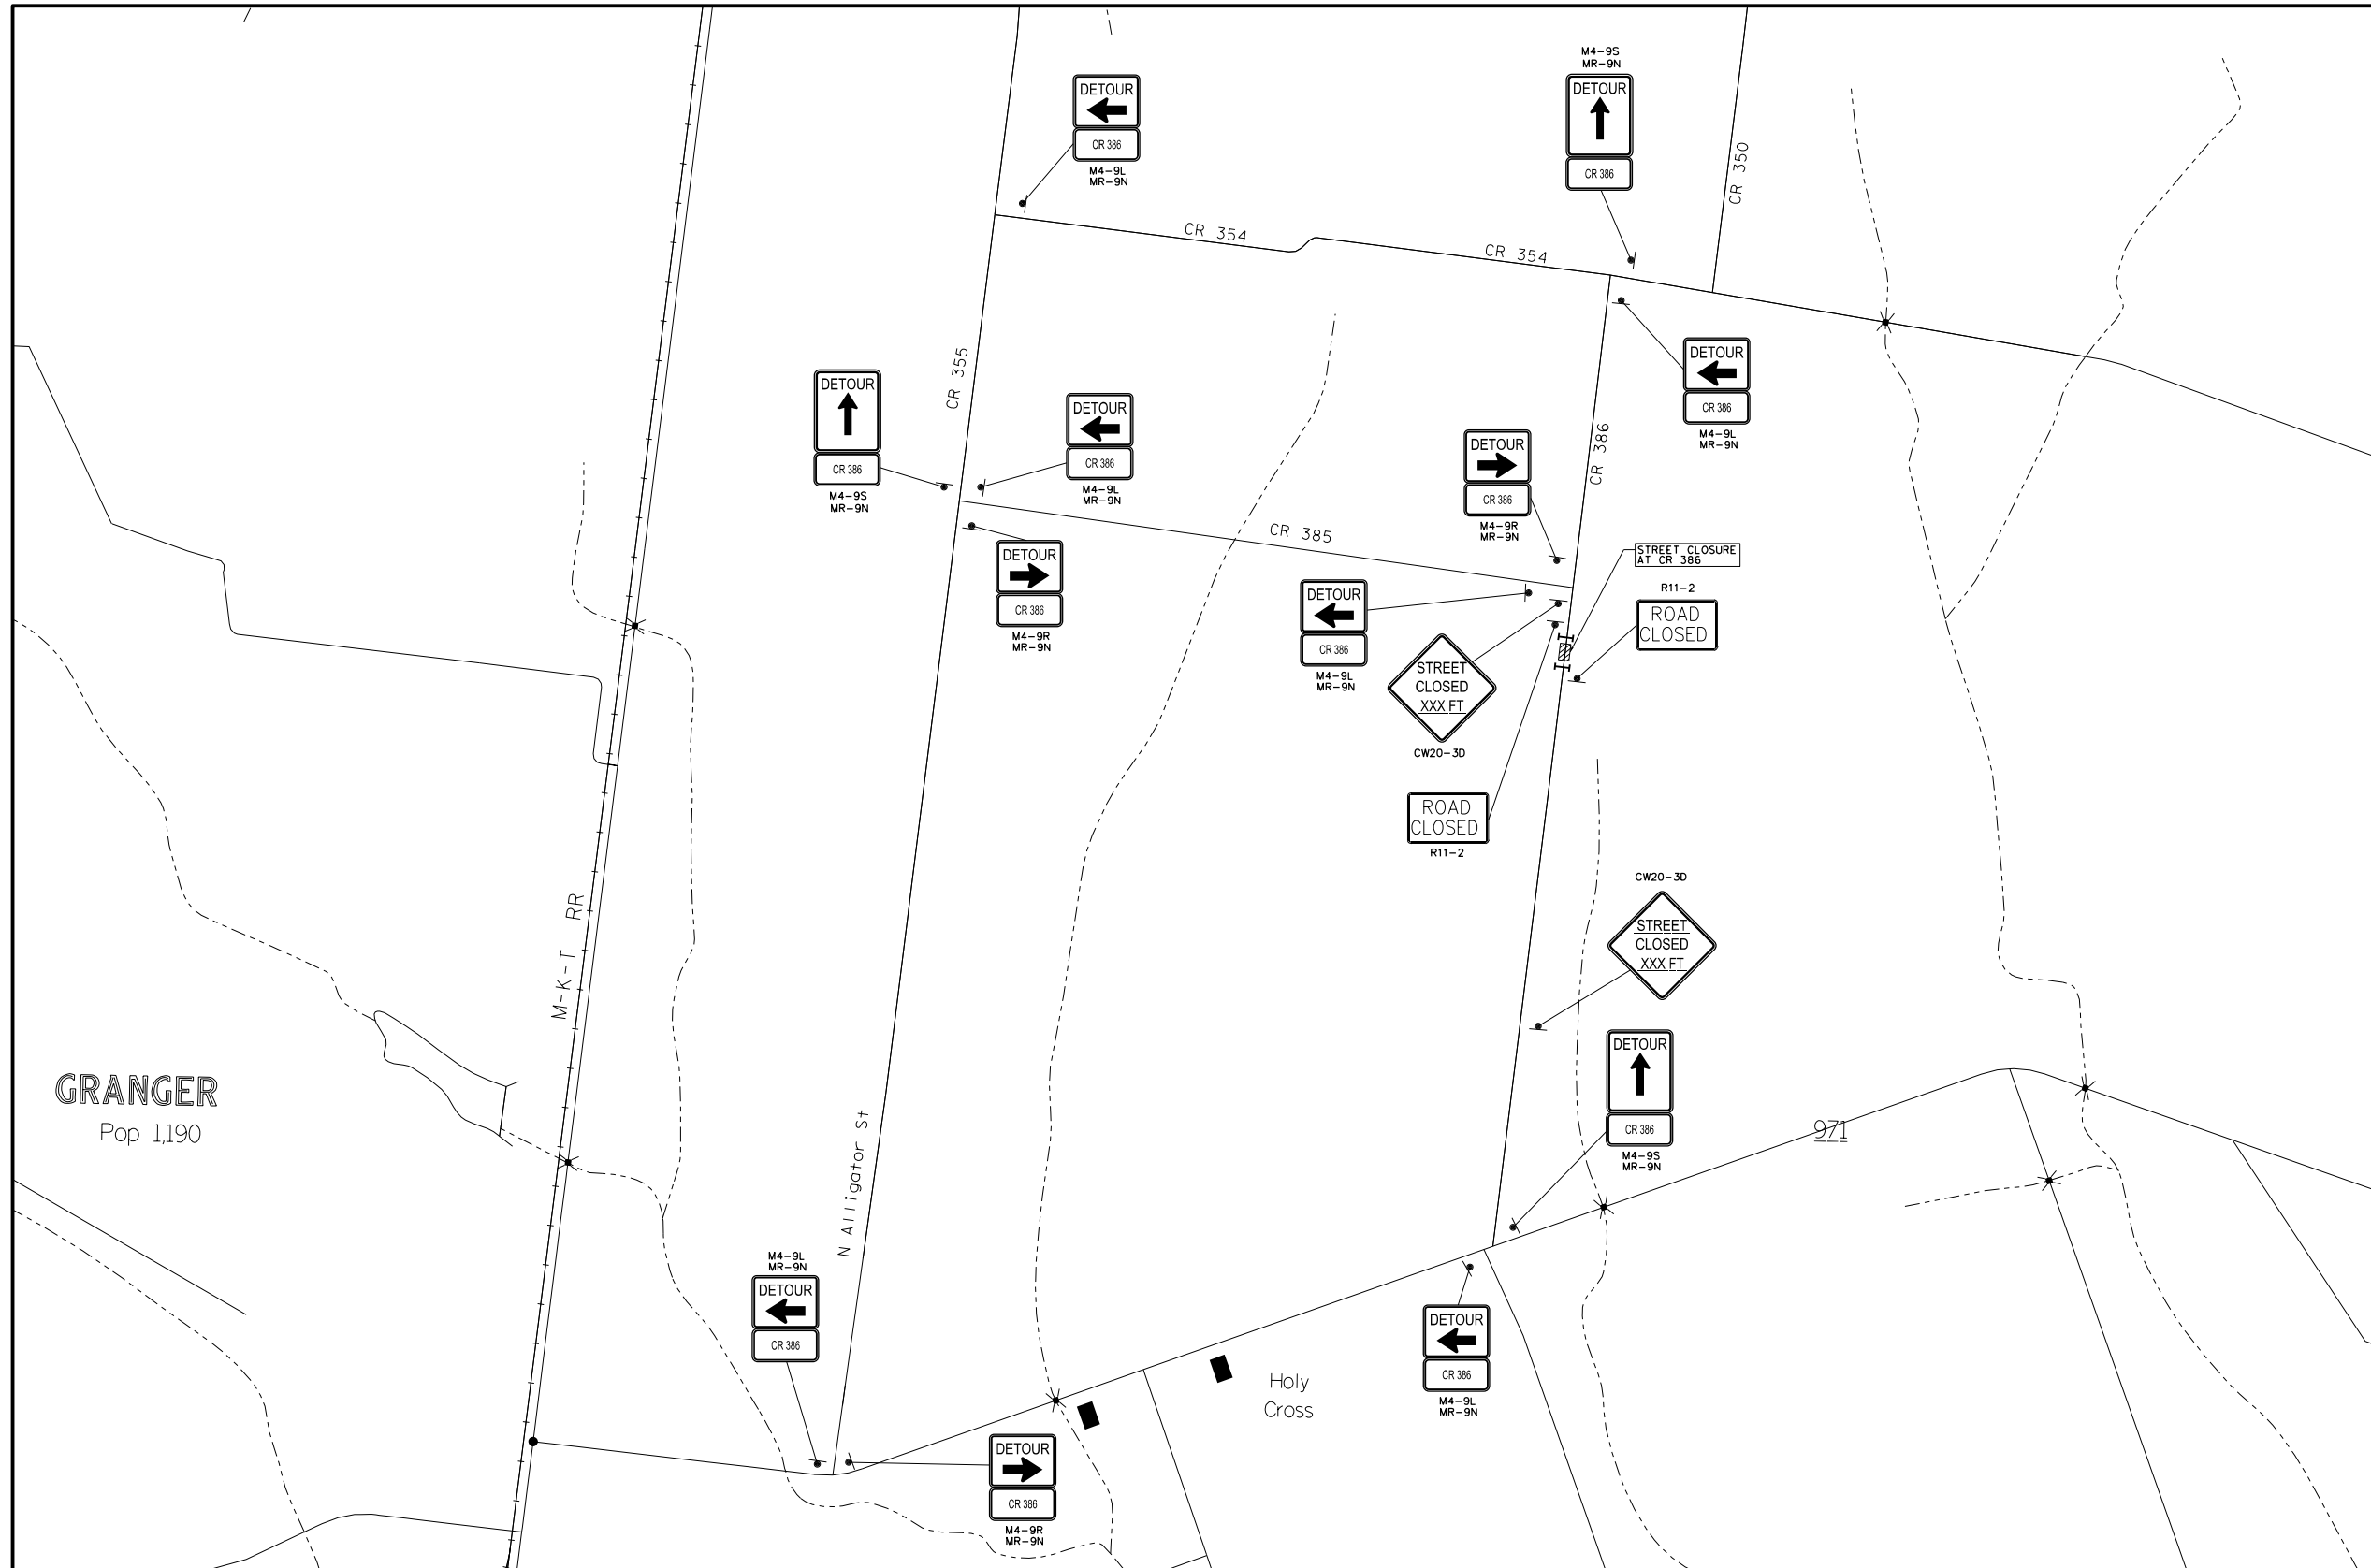 M4-9S
MR-9N
DETOUR
CR 386
DETOUR
CR 386
M4-9L
MR-9N
CR 350
CR 354
CR 354
DETOUR
CR 386
M4-9L
MR-9N
CR 355
DETOUR
CR 386
M4-9S
MR-9N
DETOUR
CR 386
M4-9L
MR-9N
DETOUR
CR 386
M4-9R
MR-9N
CR 386
CR 385
DETOUR
CR 386
M4-9R
MR-9N
STREET CLOSURE
AT CR 386
R11-2
ROAD
CLOSED
DETOUR
CR 386
M4-9L
MR-9N
STREET
CLOSED
XXX FT
CW20-3D
ROAD
CLOSED
R11-2
CW20-3D
STREET
CLOSED
XXX FT
M-K-T RR
GRANGER
Pop 1,190
DETOUR
CR 386
M4-9S
MR-9N
971
N Alligator St
M4-9L
MR-9N
DETOUR
CR 386
DETOUR
CR 386
M4-9L
MR-9N
Holy
Cross
DETOUR
CR 386
M4-9R
MR-9N